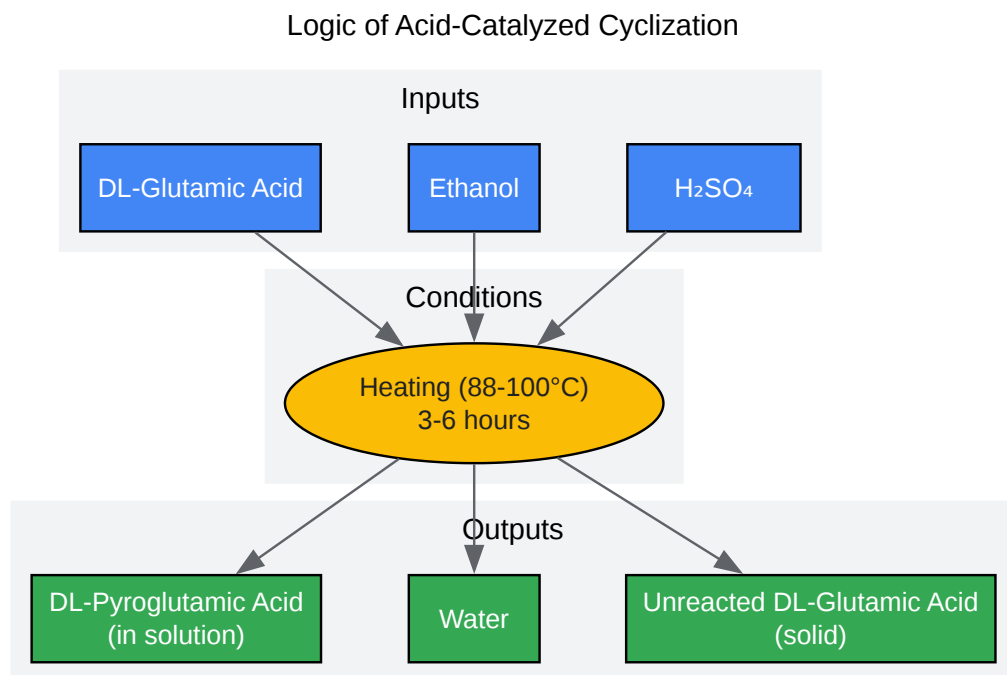 Logic of Acid-Catalyzed Cyclization
Inputs
DL-Glutamic Acid
Ethanol
H₂SO₄
Conditions
Heating (88-100°C)
3-6 hours
Outputs
DL-Pyroglutamic Acid
(in solution)
Water
Unreacted DL-Glutamic Acid
(solid)